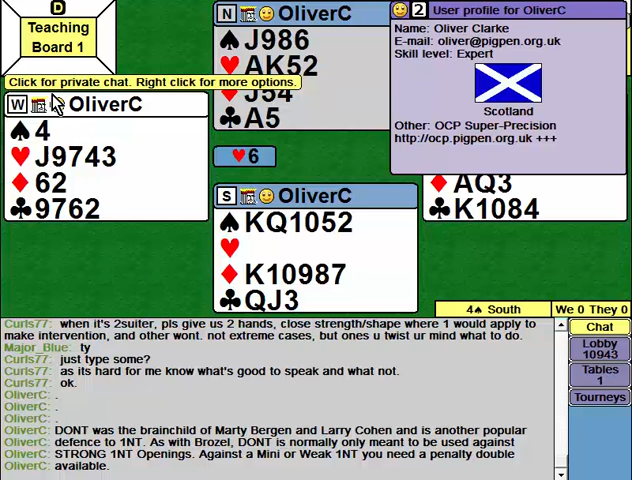 D
Teaching
Board 1
N OliverC
♠ J986
♥ AK52
♦ J54
♣ A5
2 User profile for OliverC
Name: Oliver Clarke
E-mail: oliver@pigpen.org.uk
Skill level: Expert
Scotland
Other: OCP Super-Precision
http://ocp.pigpen.org.uk +++
Click for private chat. Right click for more options.
W OliverC
♠ 4
♥ J9743
♦ 62
♣ 9762
♥6
♦ AQ3
♣ K1084
S OliverC
♠ KQ1052
♥
♦ K10987
♣ QJ3
4♠ South
We 0 They 0
Curls77: when it's 2suiter, pls give us 2 hands, close strength/shape where 1 would apply to
make intervention, and other wont. not extreme cases, but ones u twist ur mind what to do.
Major_Blue: ty
Curls77: just type some?
Curls77: as its hard for me know what's good to speak and what not.
Curls77: ok.
OliverC: .
OliverC: .
OliverC: .
OliverC: DONT was the brainchild of Marty Bergen and Larry Cohen and is another popular
OliverC: defence to 1NT. As with Brozel, DONT is normally only meant to be used against
OliverC: STRONG 1NT Openings. Against a Mini or Weak 1NT you need a penalty double
OliverC: available.
Chat
Lobby
10943
Tables
1
Tourneys